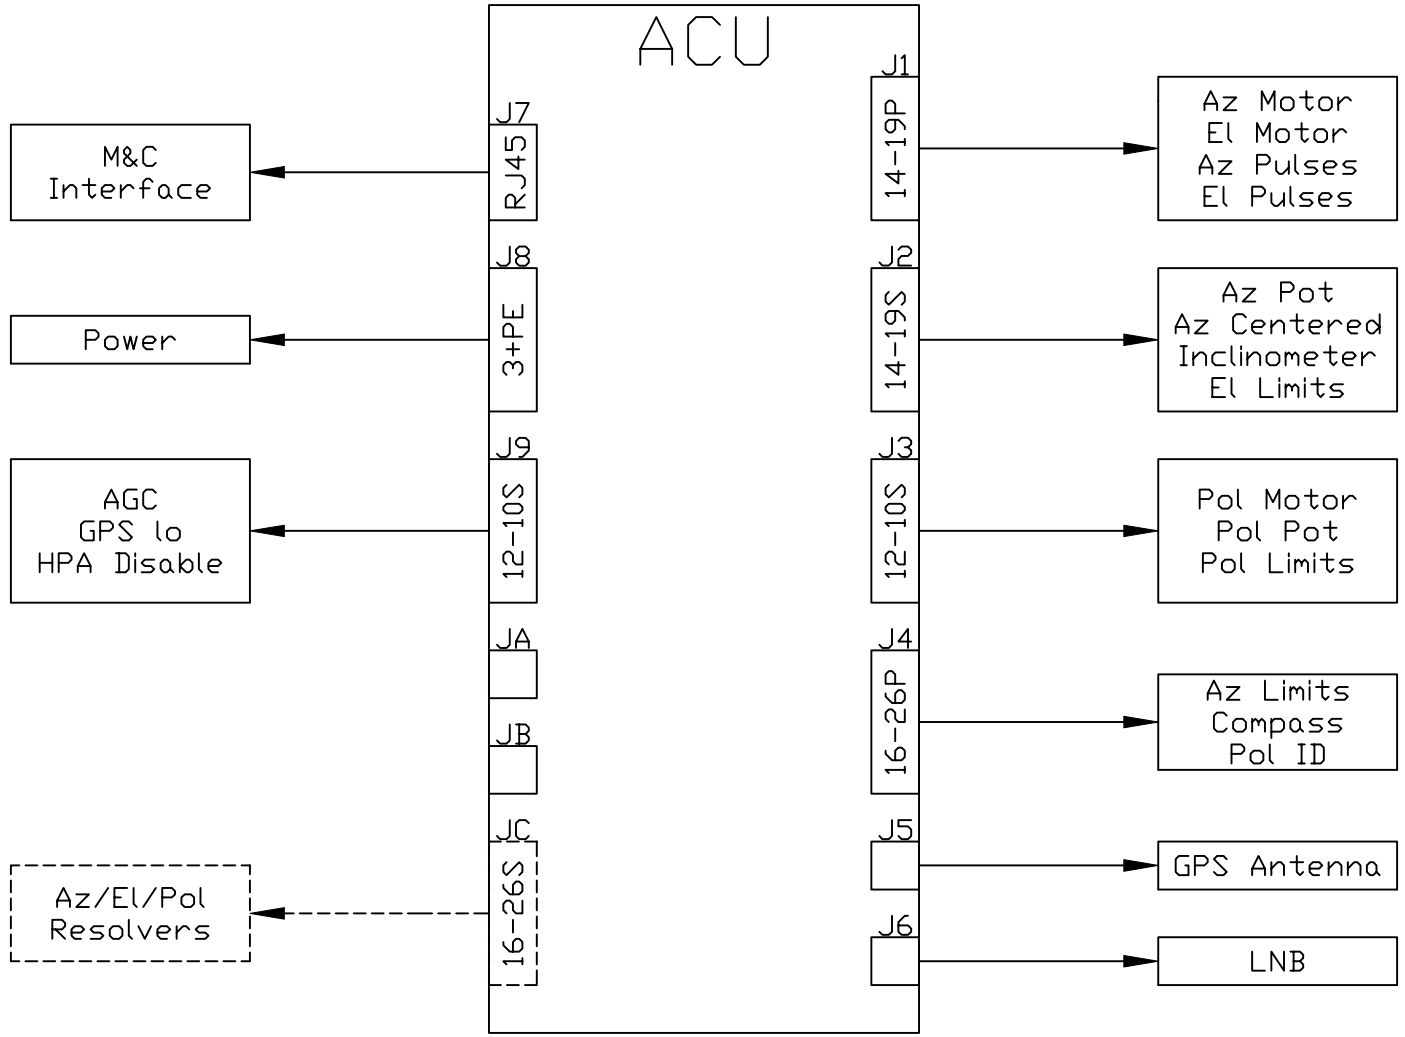 ACU
J7
RJ45
M&C
Interface
J8
3+PE
Power
J9
12-10S
AGC
GPS lo
HPA Disable
JA
JB
JC
16-26S
Az/El/Pol
Resolvers
J1
14-19P
Az Motor
El Motor
Az Pulses
El Pulses
J2
14-19S
Az Pot
Az Centered
Inclinometer
El Limits
J3
12-10S
Pol Motor
Pol Pot
Pol Limits
J4
16-26P
Az Limits
Compass
Pol ID
J5
GPS Antenna
J6
LNB